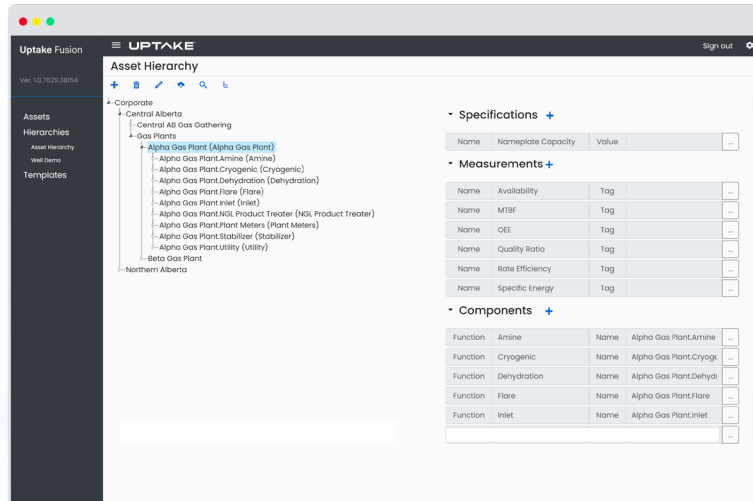 Uptake Fusion
UPTAKE
Sign out
Ver. 1.0.7629.38154
Assets
Hierarchies
Asset Hierarchy
Well Demo
Templates
Asset Hierarchy
Corporate
Central Alberta
Central AB Gas Gathering
Gas Plants
Alpha Gas Plant (Alpha Gas Plant)
Alpha Gas Plant.Amine (Amine)
Alpha Gas Plant.Cryogenic (Cryogenic)
Alpha Gas Plant.Dehydration (Dehydration)
Alpha Gas Plant.Flare (Flare)
Alpha Gas Plant.Inlet (Inlet)
Alpha Gas Plant.NGL Product Treater (NGL Product Treater)
Alpha Gas Plant.Plant Meters (Plant Meters)
Alpha Gas Plant.Stabilizer (Stabilizer)
Alpha Gas Plant.Utility (Utility)
Beta Gas Plant
Northern Alberta
Specifications +
Name Nameplate Capacity Value ...
Measurements +
Name Availability Tag ...
Name MTBF Tag ...
Name OEE Tag ...
Name Quality Ratio Tag ...
Name Rate Efficiency Tag ...
Name Specific Energy Tag ...
Components +
Function Amine Name Alpha Gas Plant.Amine ...
Function Cryogenic Name Alpha Gas Plant.Cryoge ...
Function Dehydration Name Alpha Gas Plant.Dehydr ...
Function Flare Name Alpha Gas Plant.Flare ...
Function Inlet Name Alpha Gas Plant.Inlet ...
...